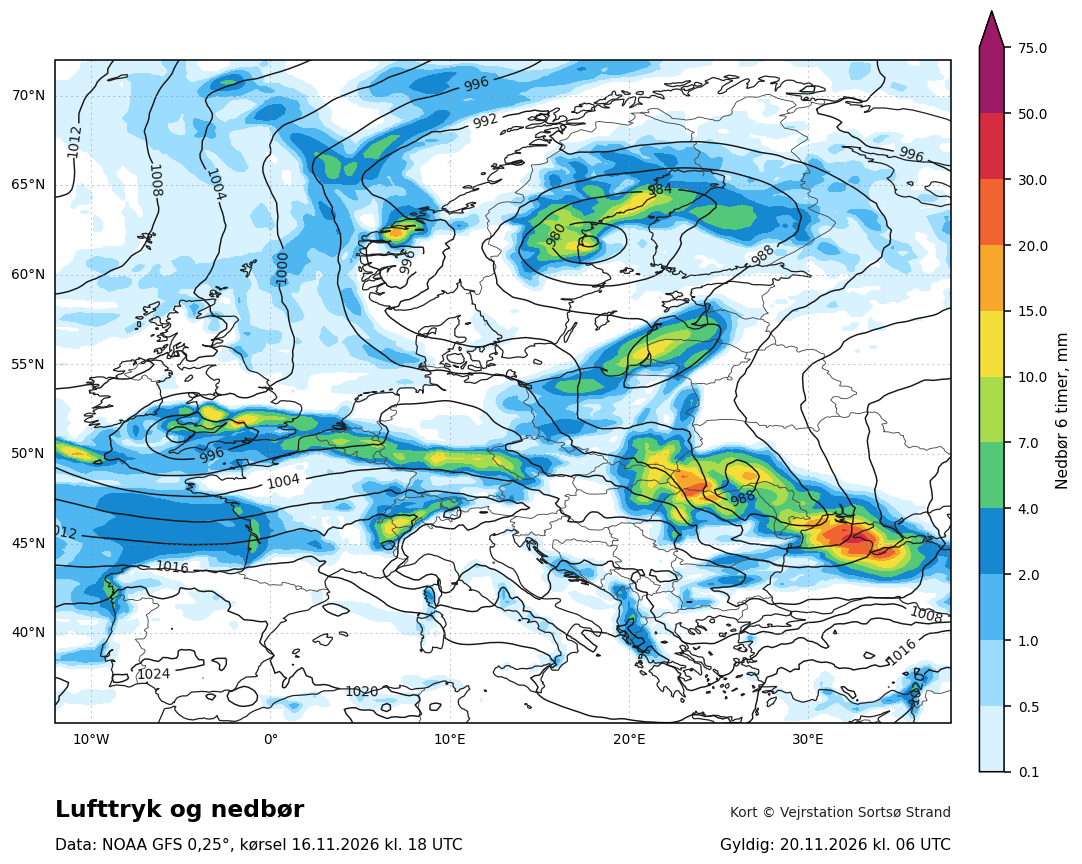 70°N
65°N
60°N
55°N
50°N
45°N
40°N
10°W
0°
10°E
20°E
30°E
1012
1008
1004
1000
996
992
996
984
980
988
996
996
1004
1012
1016
988
1008
1016
1020
1024
1020
75.0
50.0
30.0
20.0
15.0
10.0
7.0
4.0
2.0
1.0
0.5
0.1
Nedbør 6 timer, mm
Lufttryk og nedbør
Kort © Vejrstation Sortsø Strand
Data: NOAA GFS 0,25°, kørsel 16.11.2026 kl. 18 UTC
Gyldig: 20.11.2026 kl. 06 UTC